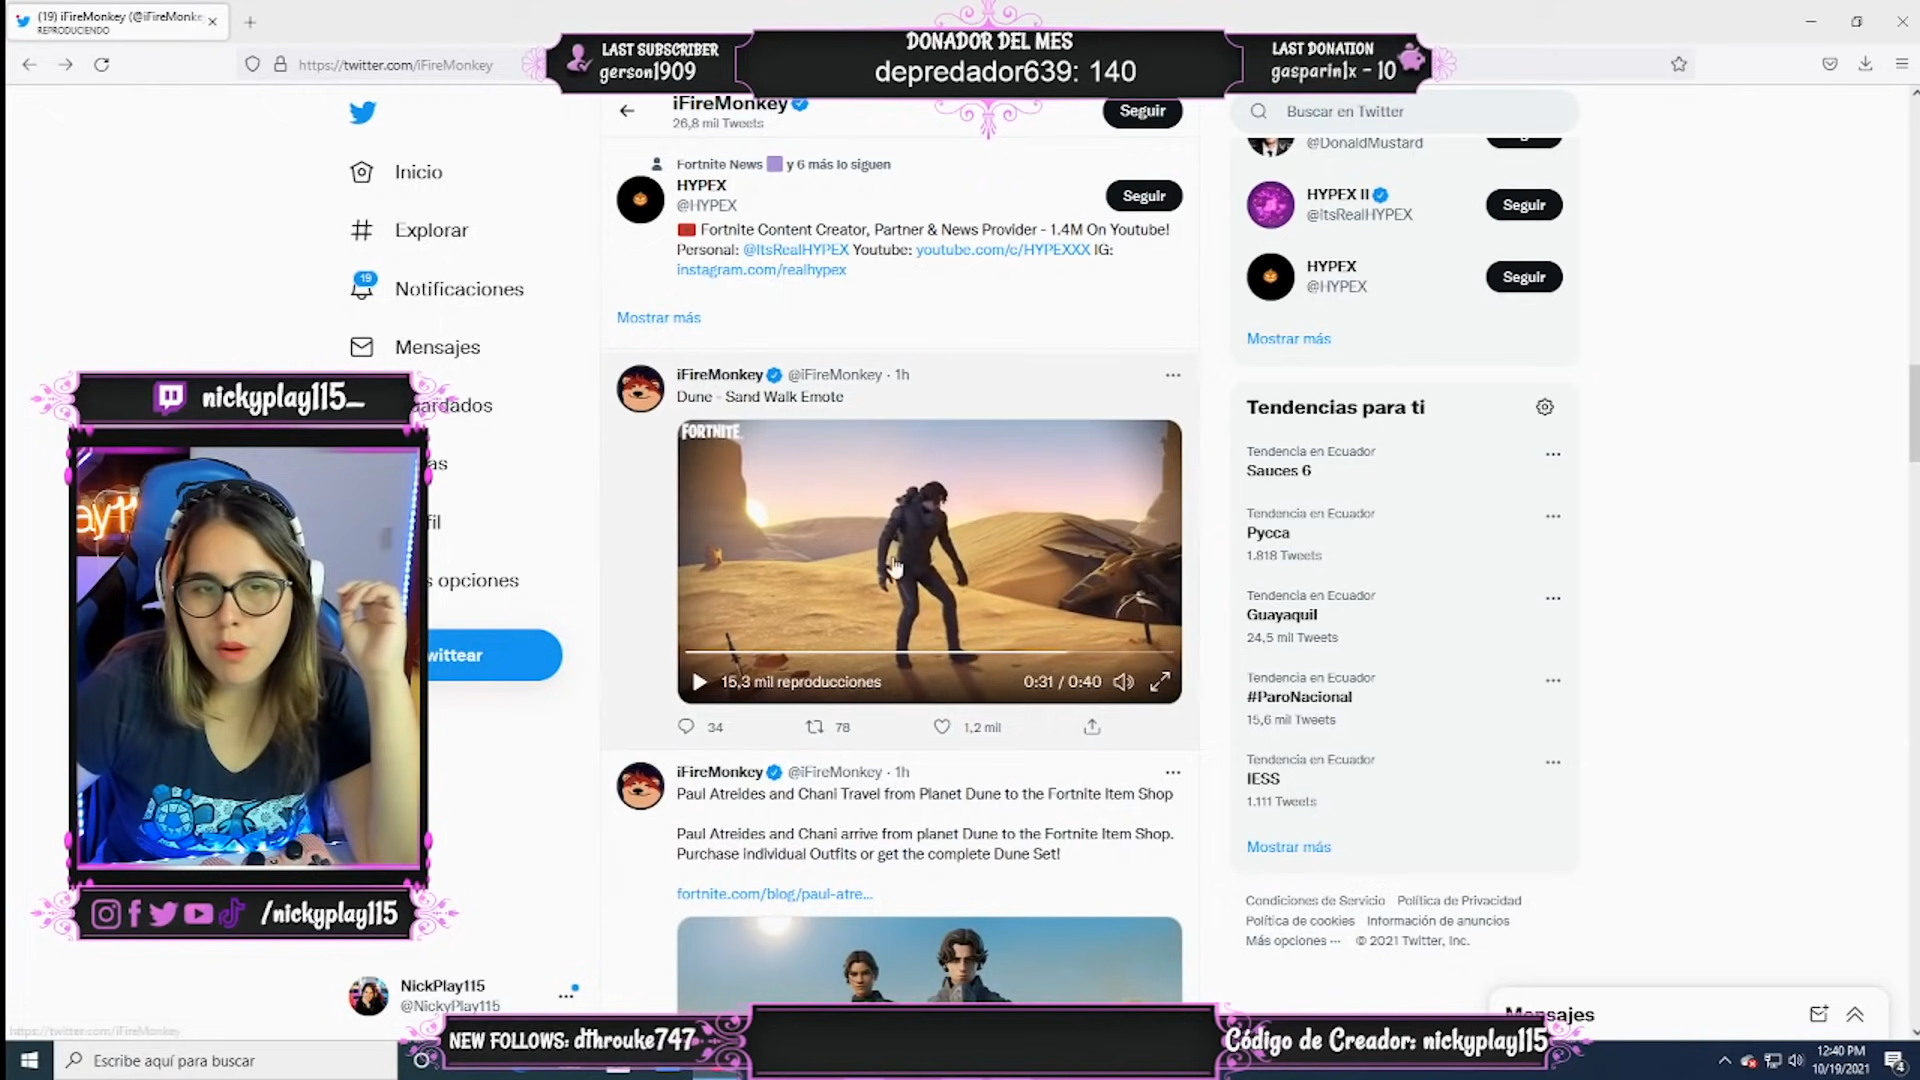 (19) iFireMonkey (@iFireMonke
REPRODUCIENDO
https://twitter.com/iFireMonkey
LAST SUBSCRIBER
gerson1909
DONADOR DEL MES
depredador639: 140
LAST DONATION
gasparin1x - 10
iFireMonkey
26,8 mil Tweets
Seguir
Buscar en Twitter
Inicio
Explorar
19
Notificaciones
Mensajes
ardados
as
fil
s opciones
wittear
Fortnite News y 6 más lo siguen
HYPEX
@HYPEX
Seguir
Fortnite Content Creator, Partner & News Provider - 1.4M On Youtube!
Personal: @ItsRealHYPEX Youtube: youtube.com/c/HYPEXXX IG:
instagram.com/realhypex
Mostrar más
iFireMonkey @iFireMonkey · 1h
Dune - Sand Walk Emote
FORTNITE
15,3 mil reproducciones
0:31 / 0:40
34
78
1,2 mil
iFireMonkey @iFireMonkey · 1h
Paul Atreides and Chani Travel from Planet Dune to the Fortnite Item Shop
Paul Atreides and Chani arrive from planet Dune to the Fortnite Item Shop.
Purchase individual Outfits or get the complete Dune Set!
fortnite.com/blog/paul-atre...
@DonaldMustard
HYPEX II
@ItsRealHYPEX
Seguir
HYPEX
@HYPEX
Seguir
Mostrar más
Tendencias para ti
Tendencia en Ecuador
Sauces 6
Tendencia en Ecuador
Pycca
1.818 Tweets
Tendencia en Ecuador
Guayaquil
24,5 mil Tweets
Tendencia en Ecuador
#ParoNacional
15,6 mil Tweets
Tendencia en Ecuador
IESS
1.111 Tweets
Mostrar más
Condiciones de Servicio Política de Privacidad
Política de cookies Información de anuncios
Más opciones ··· © 2021 Twitter, Inc.
Mensajes
nickyplay115_
ay11
/nickyplay115
NickPlay115
@NickyPlay115
https://twitter.com/iFireMonkey
NEW FOLLOWS: dthrouke747
Código de Creador: nickyplay115
Escribe aquí para buscar
12:40 PM
10/19/2021
4